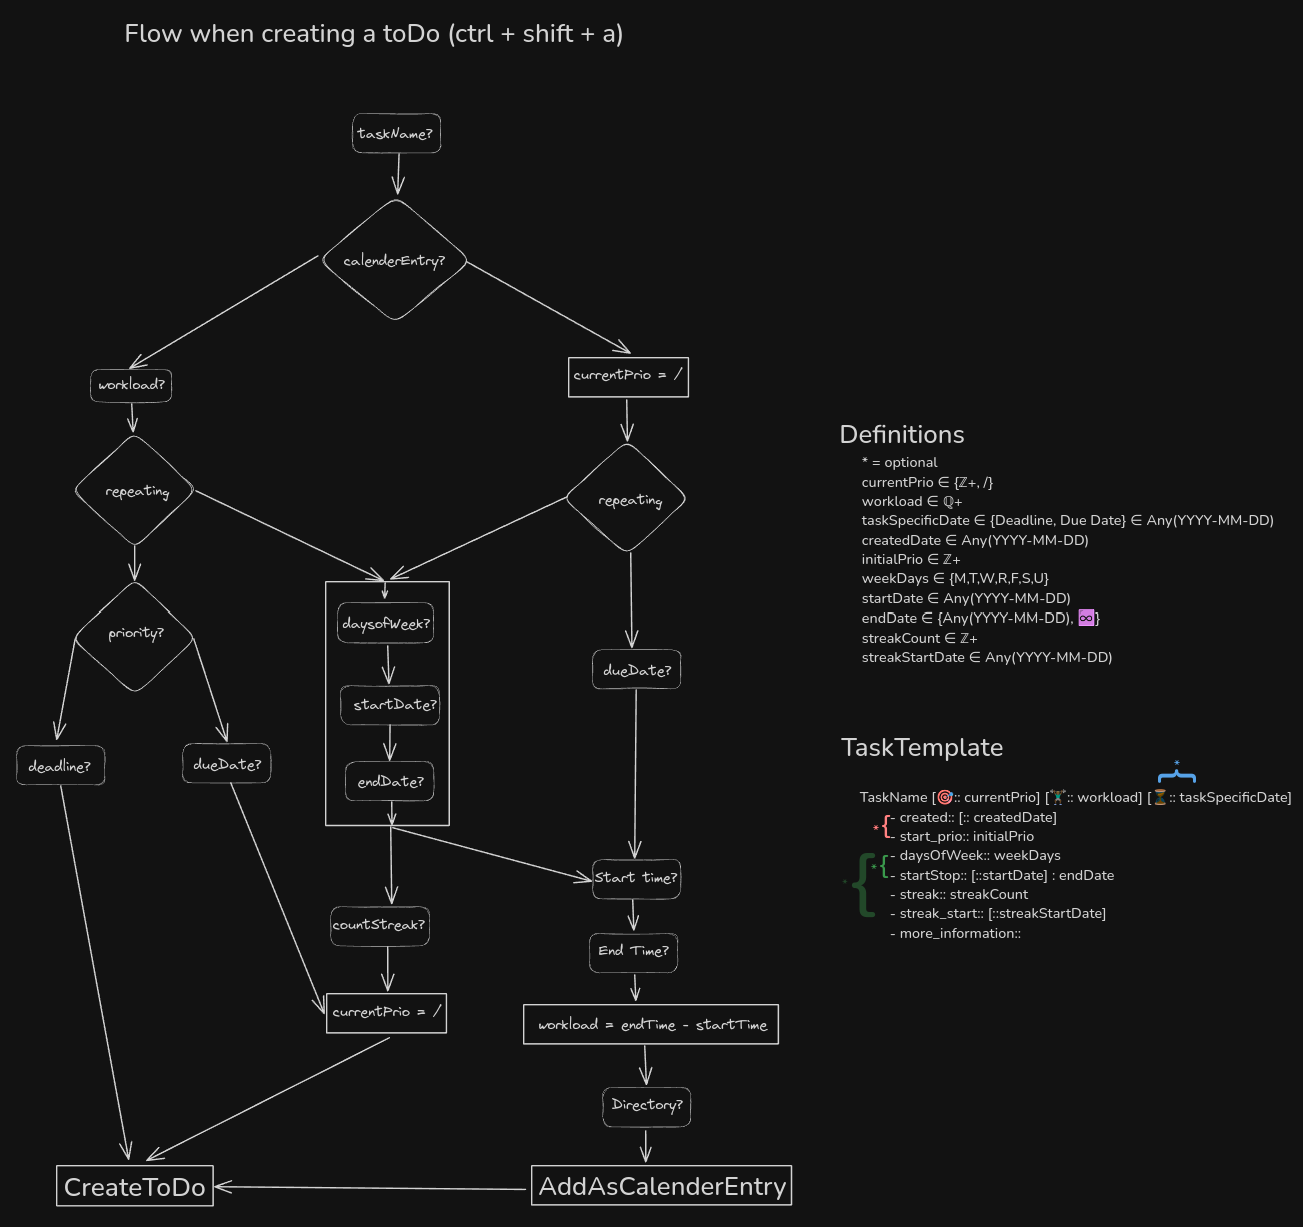 Flow when creating a toDo (ctrl + shift + a)
taskName?
calenderEntry?
workload?
currentPrio = /
repeating
repeating
priority?
daysofWeek?
startDate?
endDate?
dueDate?
deadline?
dueDate?
Start time?
countStreak?
End Time?
currentPrio = /
workload = endTime - startTime
Directory?
CreateToDo
AddAsCalenderEntry
Definitions
* = optional
currentPrio ∈ {ℤ+, /}
workload ∈ ℚ+
taskSpecificDate ∈ {Deadline, Due Date} ∈ Any(YYYY-MM-DD)
createdDate ∈ Any(YYYY-MM-DD)
initialPrio ∈ ℤ+
weekDays ∈ {M,T,W,R,F,S,U}
startDate ∈ Any(YYYY-MM-DD)
endDate ∈ {Any(YYYY-MM-DD), ♾️}
streakCount ∈ ℤ+
streakStartDate ∈ Any(YYYY-MM-DD)
TaskTemplate
*
TaskName [🎯:: currentPrio] [🏋️:: workload] [⏳:: taskSpecificDate]
- created:: [:: createdDate]
* {
- start_prio:: initialPrio
- daysOfWeek:: weekDays
* {
- startStop:: [::startDate] : endDate
* {
- streak:: streakCount
- streak_start:: [::streakStartDate]
- more_information::